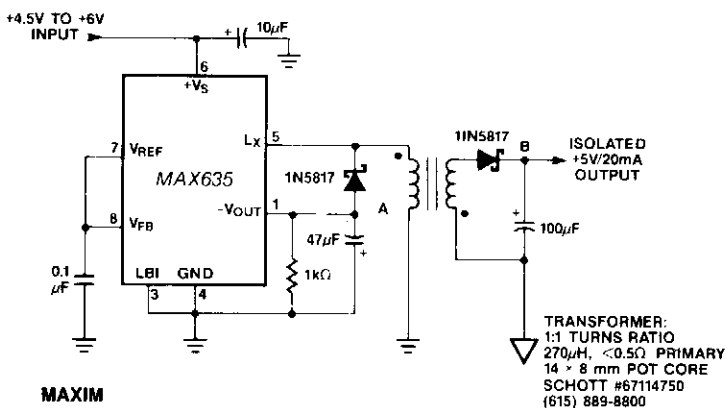 +4.5V TO +6V
INPUT
+
10µF
6
+VS
7
VREF
LX
5
MAX635
1N5817
1IN5817
B
ISOLATED
+5V/20mA
OUTPUT
8
VFB
-VOUT
1
A
47µF
+
+
100µF
0.1
µF
LBI
GND
3
4
1kΩ
TRANSFORMER:
1:1 TURNS RATIO
270µH, <0.5Ω PRIMARY
14 × 8 mm POT CORE
SCHOTT #67114750
(615) 889-8800
MAXIM